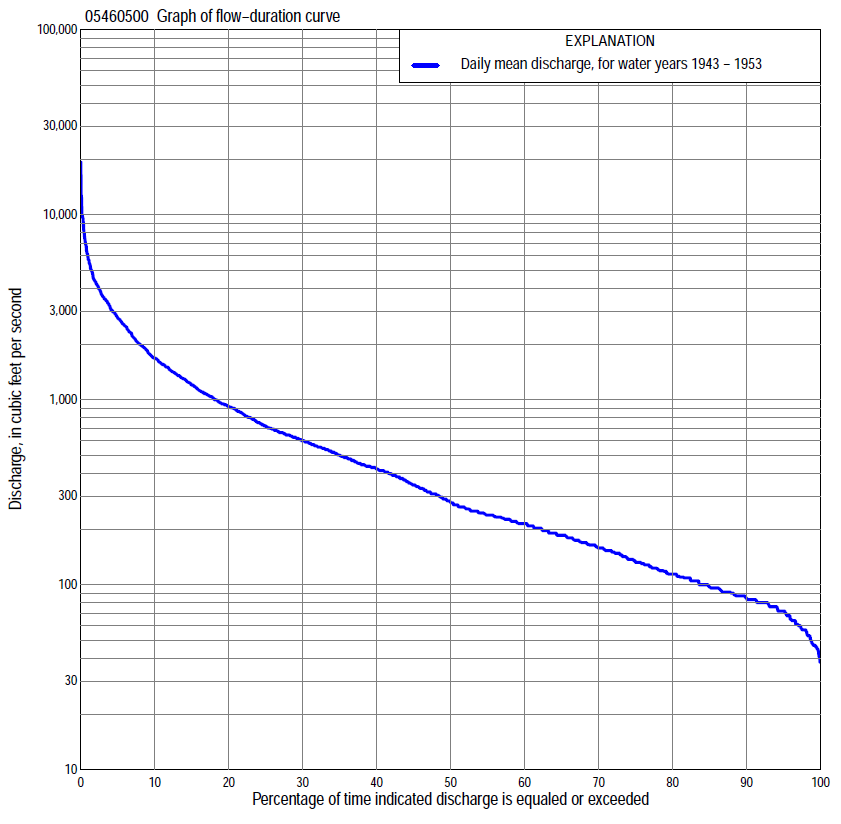 05460500 Graph of flow−duration curve
EXPLANATION
Daily mean discharge, for water years 1943 − 1953
100,000
30,000
10,000
3,000
1,000
300
100
30
10
Discharge, in cubic feet per second
0 10 20 30 40 50 60 70 80 90 100
Percentage of time indicated discharge is equaled or exceeded